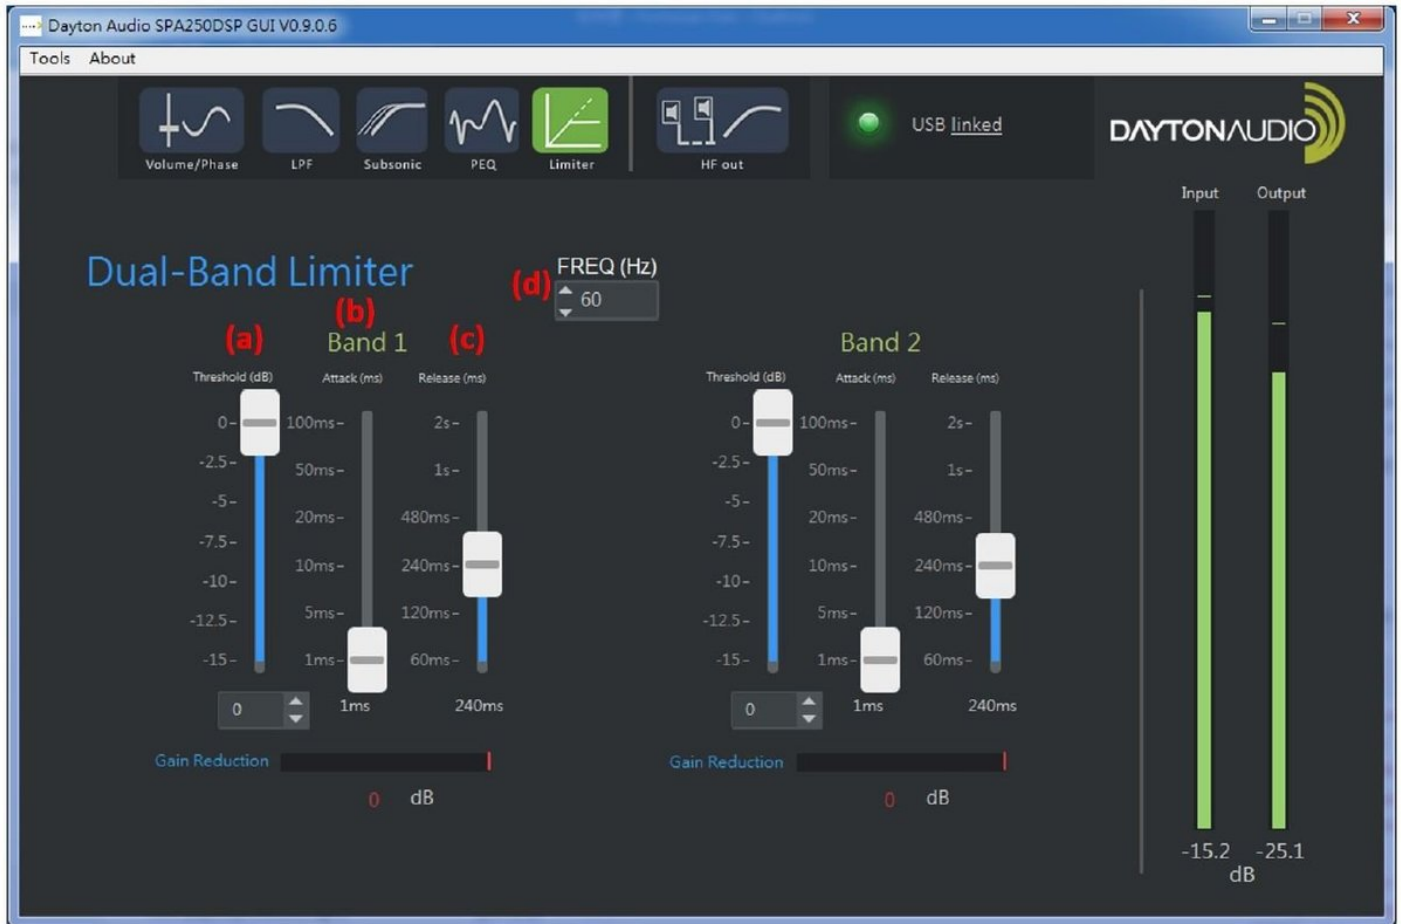 Dayton Audio SPA250DSP GUI V0.9.0.6
Tools About
Volume/Phase LPF Subsonic PEQ Limiter HF out
USB linked
DAYTONAUDIO
Input Output
Dual-Band Limiter
FREQ (Hz)
(d) 60
(a) (b) (c)
Band 1
Threshold (dB) Attack (ms) Release (ms)
0- 100ms- 2s-
-2.5- 50ms- 1s-
-5- 20ms- 480ms-
-7.5- 10ms- 240ms-
-10- 5ms- 120ms-
-12.5- 1ms- 60ms-
-15-
0 1ms 240ms
Gain Reduction
0 dB
Band 2
Threshold (dB) Attack (ms) Release (ms)
0- 100ms- 2s-
-2.5- 50ms- 1s-
-5- 20ms- 480ms-
-7.5- 10ms- 240ms-
-10- 5ms- 120ms-
-12.5- 1ms- 60ms-
-15-
0 1ms 240ms
Gain Reduction
0 dB
-15.2 -25.1
dB